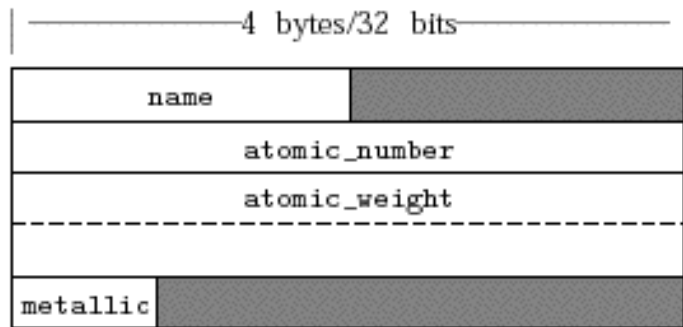 4 bytes/32 bits
name
atomic_number
atomic_weight
metallic